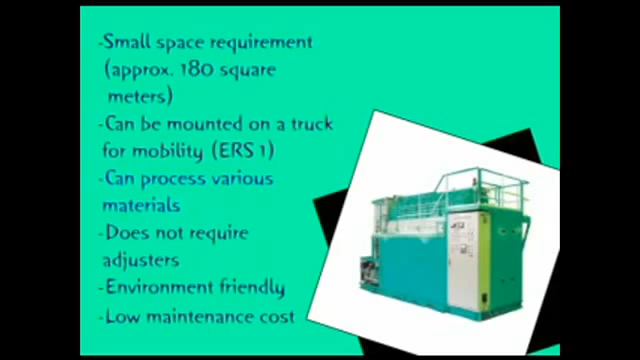 -Small space requirement
(approx. 180 square
meters)
-Can be mounted on a truck
for mobility (ERS 1)
-Can process various
materials
-Does not require
adjusters
-Environment friendly
-Low maintenance cost